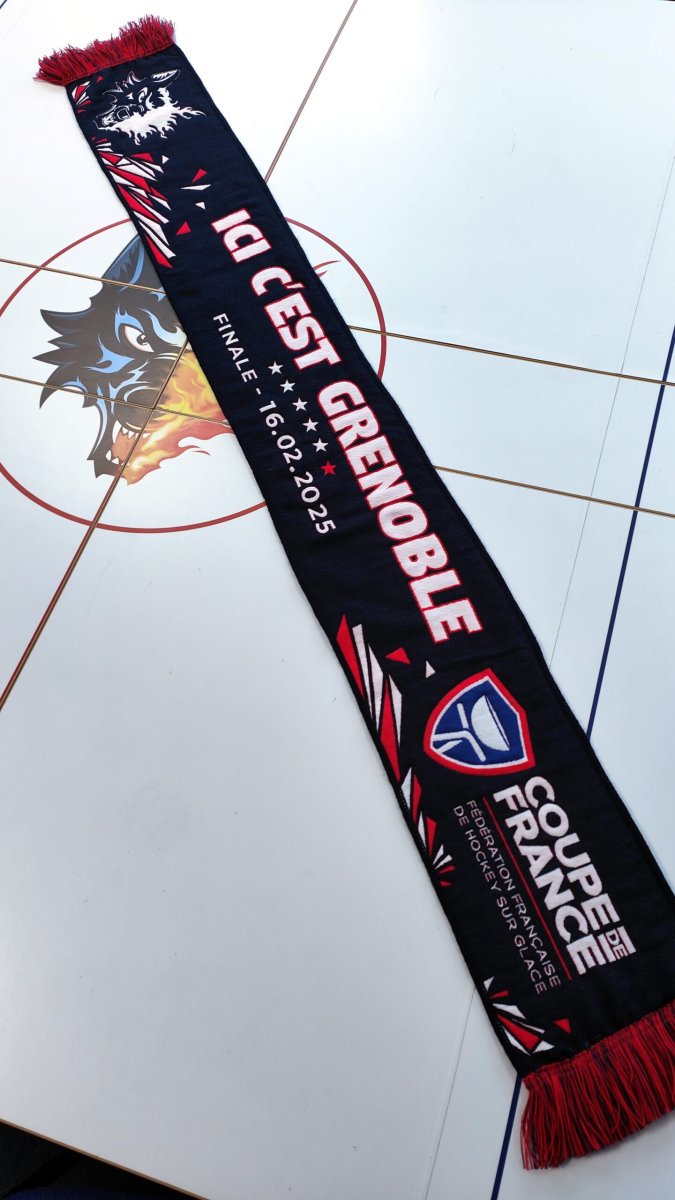 ICI C'EST GRENOBLE
FINALE - 16.02.2025
COUPE DE
FRANCE
FÉDÉRATION FRANÇAISE
DE HOCKEY SUR GLACE